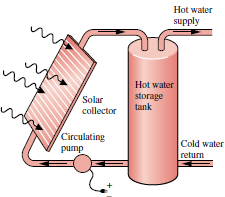 Hot water
supply
Hot water
storage
tank
Solar
collector
Circulating
pump
Cold water
return
+
–